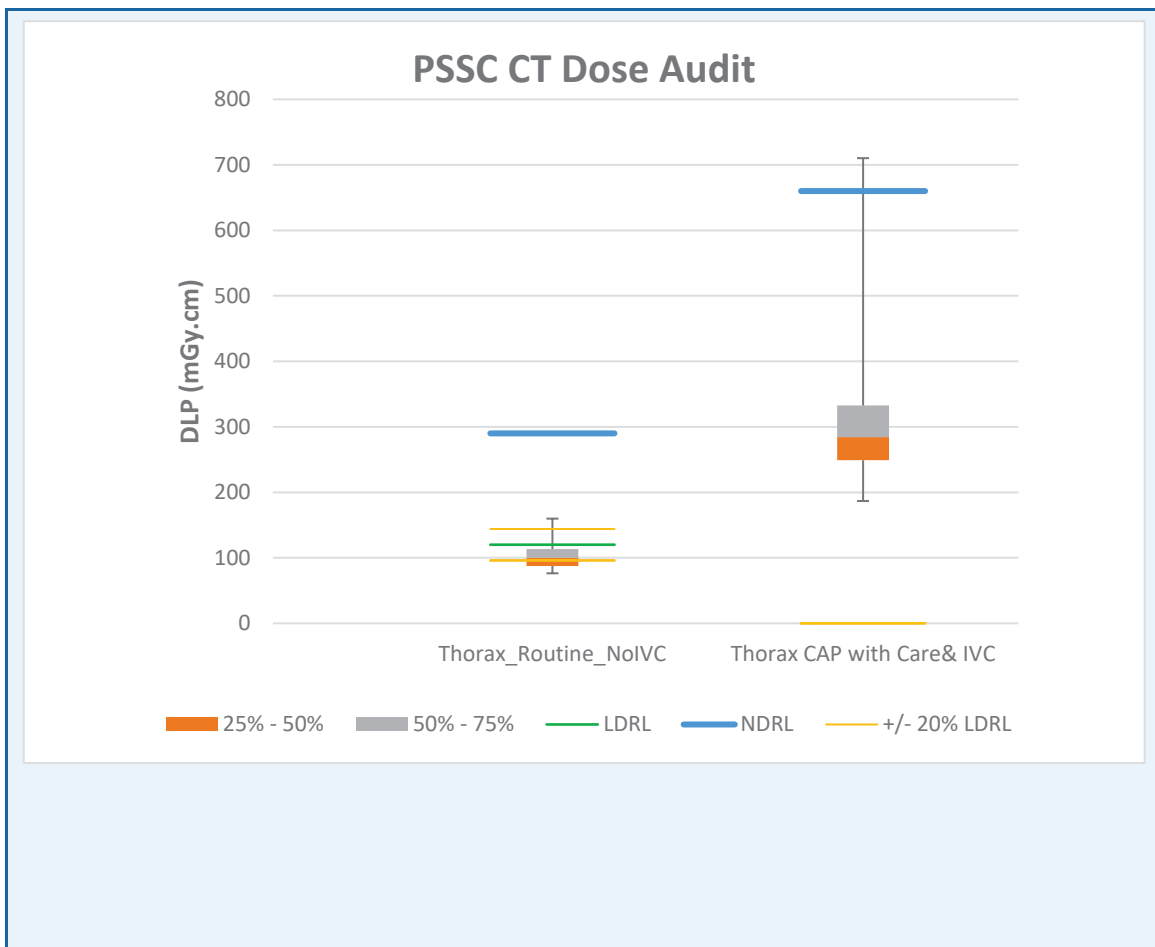 PSSC CT Dose Audit
800
700
600
500
400
300
200
100
0
DLP (mGy.cm)
Thorax_Routine_NoIVC Thorax CAP with Care& IVC
25% - 50% 50% - 75% LDRL NDRL +/- 20% LDRL